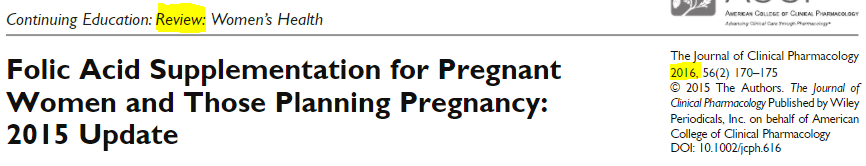 Continuing Education: Review: Women's Health
AMERICAN COLLEGE OF CLINICAL PHARMACOLOGY
Advancing Clinical Care through Pharmacology®
Folic Acid Supplementation for Pregnant
Women and Those Planning Pregnancy:
2015 Update
The Journal of Clinical Pharmacology
2016, 56(2) 170–175
© 2015 The Authors. The Journal of
Clinical Pharmacology Published by Wiley
Periodicals, Inc. on behalf of American
College of Clinical Pharmacology
DOI: 10.1002/jcph.616